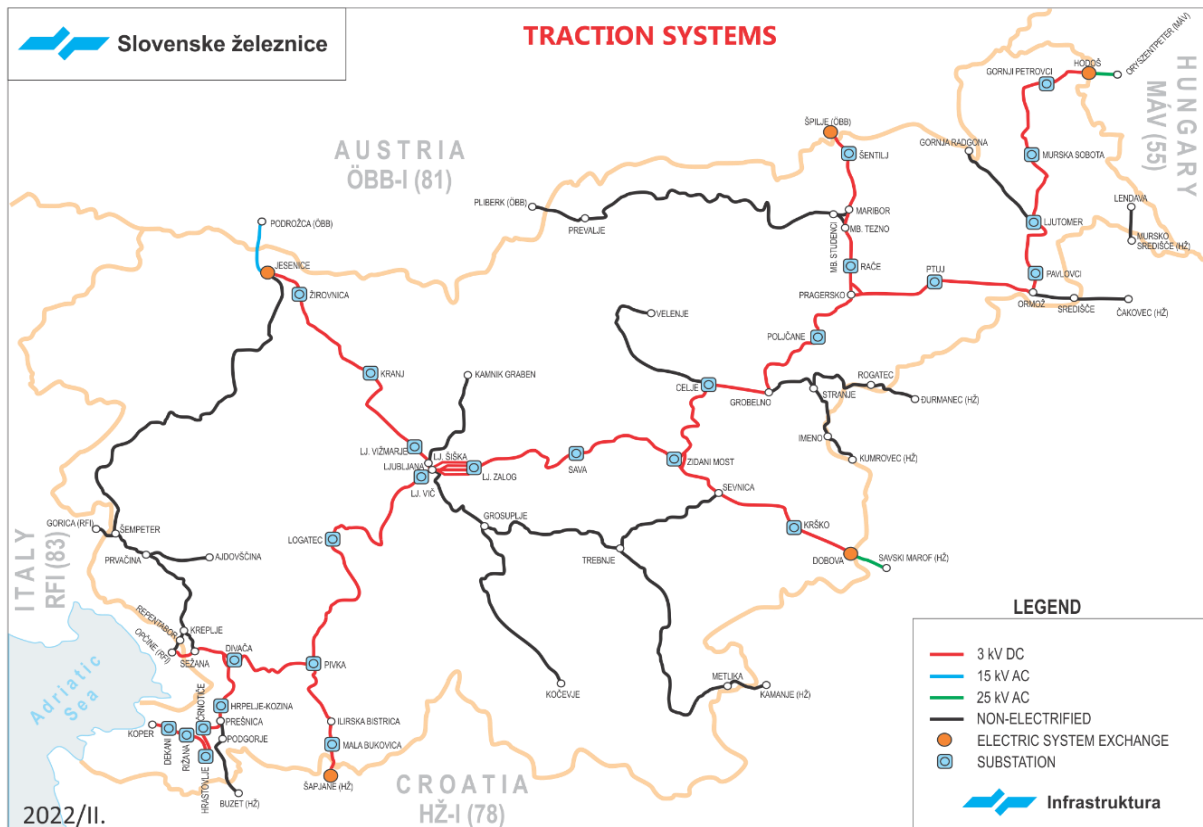 Slovenske železnice
TRACTION SYSTEMS
AUSTRIA
ÖBB-I (81)
HUNGARY
MÁV (55)
ITALY
RFI (83)
CROATIA
HŽ-I (78)
Adriatic
Sea
ORYSZENTPETER (MÁV)
HODOŠ
GORNJI PETROVCI
ŠPILJE (ÖBB)
ŠENTILJ
GORNJA RADGONA
MURSKA SOBOTA
PLIBERK (ÖBB)
PREVALJE
MARIBOR
MB. STUDENCI
MB. TEZNO
LJUTOMER
LENDAVA
MURSKO
SREDIŠČE (HŽ)
PODROŽCA (ÖBB)
JESENICE
ŽIROVNICA
RAČE
PTUJ
PAVLOVCI
PRAGERSKO
ORMOŽ
SREDIŠČE
ČAKOVEC (HŽ)
VELENJE
POLJČANE
KRANJ
KAMNIK GRABEN
CELJE
GROBELNO
STRANJE
ROGATEC
ĐURMANEC (HŽ)
IMENO
KUMROVEC (HŽ)
LJ. VIŽMARJE
LJ. ŠIŠKA
LJUBLJANA
LJ. VIČ
LJ. ZALOG
SAVA
ZIDANI MOST
SEVNICA
GORICA (RFI)
ŠEMPETER
PRVAČINA
AJDOVŠČINA
LOGATEC
GROSUPLJE
TREBNJE
KRŠKO
DOBOVA
SAVSKI MAROF (HŽ)
REPENTABOR
OPČINE (RFI)
KREPLJE
SEŽANA
DIVAČA
PIVKA
KOČEVJE
METLIKA
KAMANJE (HŽ)
HRPELJE-KOZINA
ČRNOTIČE
PREŠNICA
PODGORJE
KOPER
DEKANI
RIŽANA
HRASTOVLJE
BUZET (HŽ)
ILIRSKA BISTRICA
MALA BUKOVICA
ŠAPJANE (HŽ)
LEGEND
3 kV DC
15 kV AC
25 kV AC
NON-ELECTRIFIED
ELECTRIC SYSTEM EXCHANGE
SUBSTATION
Infrastruktura
2022/II.